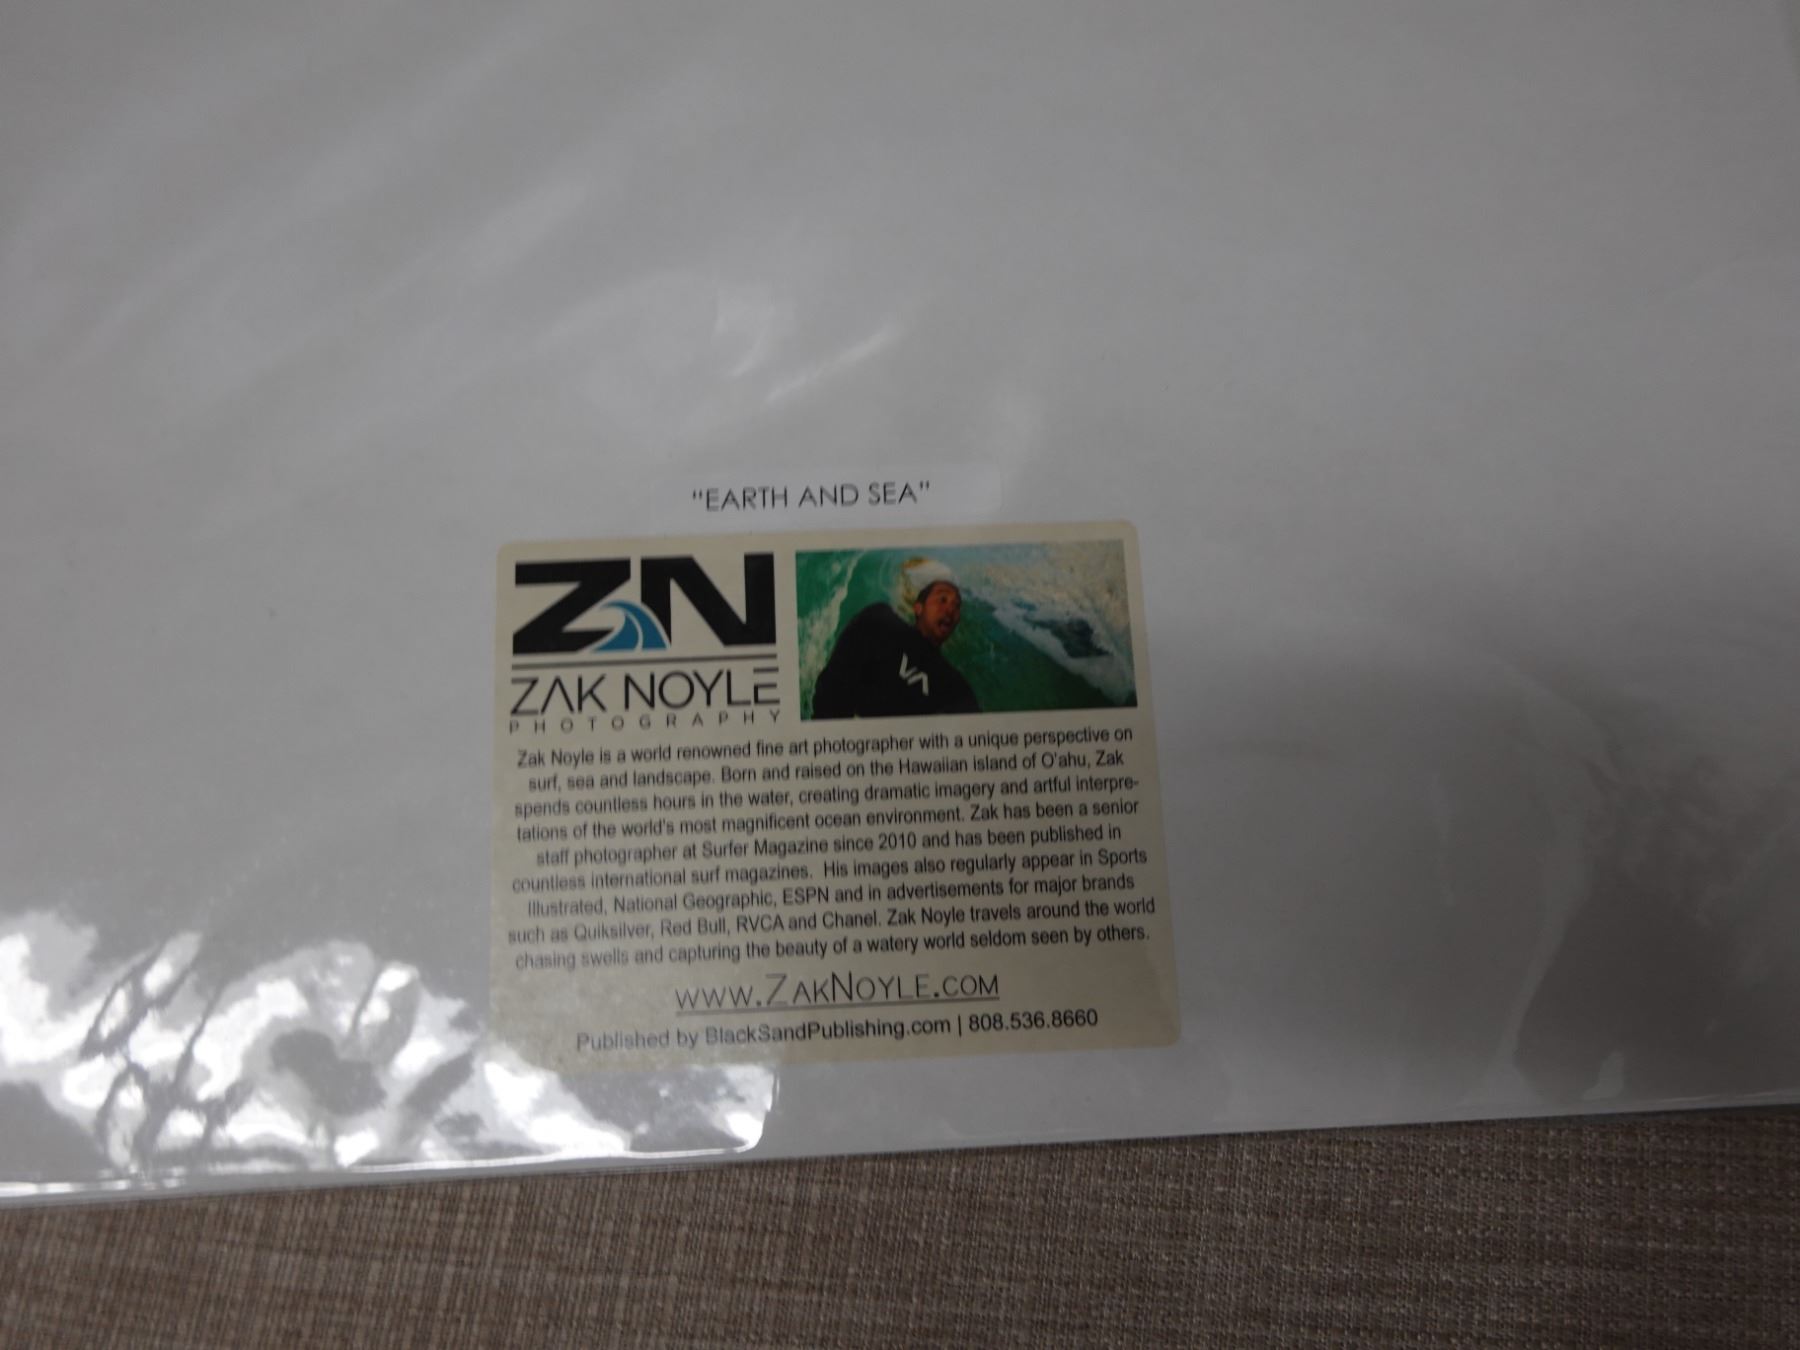 "EARTH AND SEA"
ZN
ZAK NOYLE
PHOTOGRAPHY
Zak Noyle is a world renowned fine art photographer with a unique perspective on
surf, sea and landscape. Born and raised on the Hawaiian island of O'ahu, Zak
spends countless hours in the water, creating dramatic imagery and artful interpre-
tations of the world's most magnificent ocean environment. Zak has been a senior
staff photographer at Surfer Magazine since 2010 and has been published in
countless international surf magazines. His images also regularly appear in Sports
Illustrated, National Geographic, ESPN and in advertisements for major brands
such as Quiksilver, Red Bull, RVCA and Chanel. Zak Noyle travels around the world
chasing swells and capturing the beauty of a watery world seldom seen by others.
www.ZakNoyle.com
Published by BlackSandPublishing.com | 808.536.8660